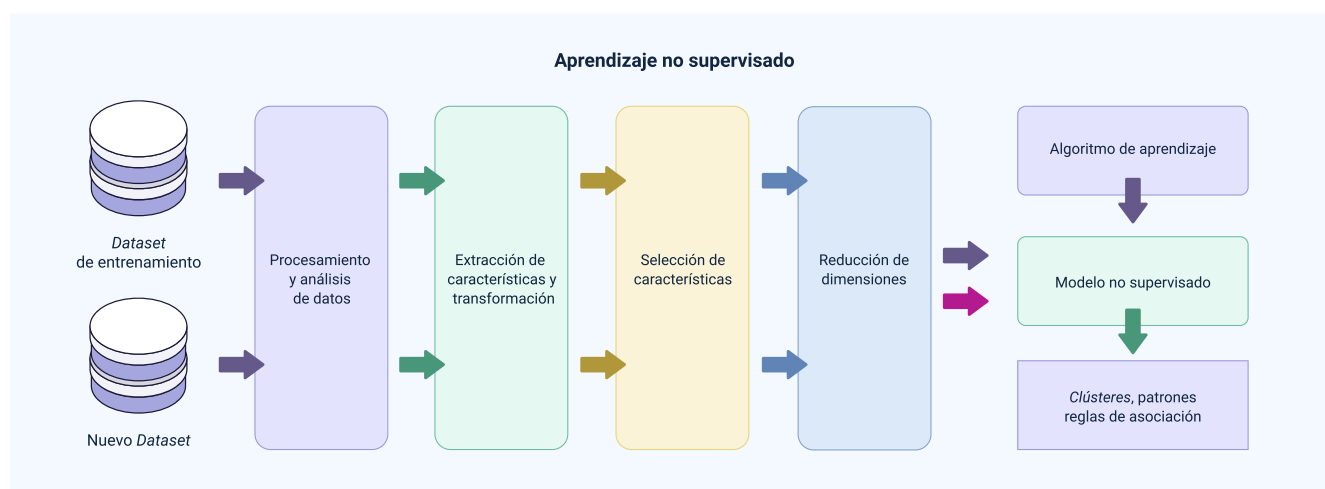 Aprendizaje no supervisado
Dataset
de entrenamiento
Nuevo Dataset
Procesamiento
y análisis
de datos
Extracción de
características y
transformación
Selección de
características
Reducción de
dimensiones
Algoritmo de aprendizaje
Modelo no supervisado
Clústeres, patrones
reglas de asociación